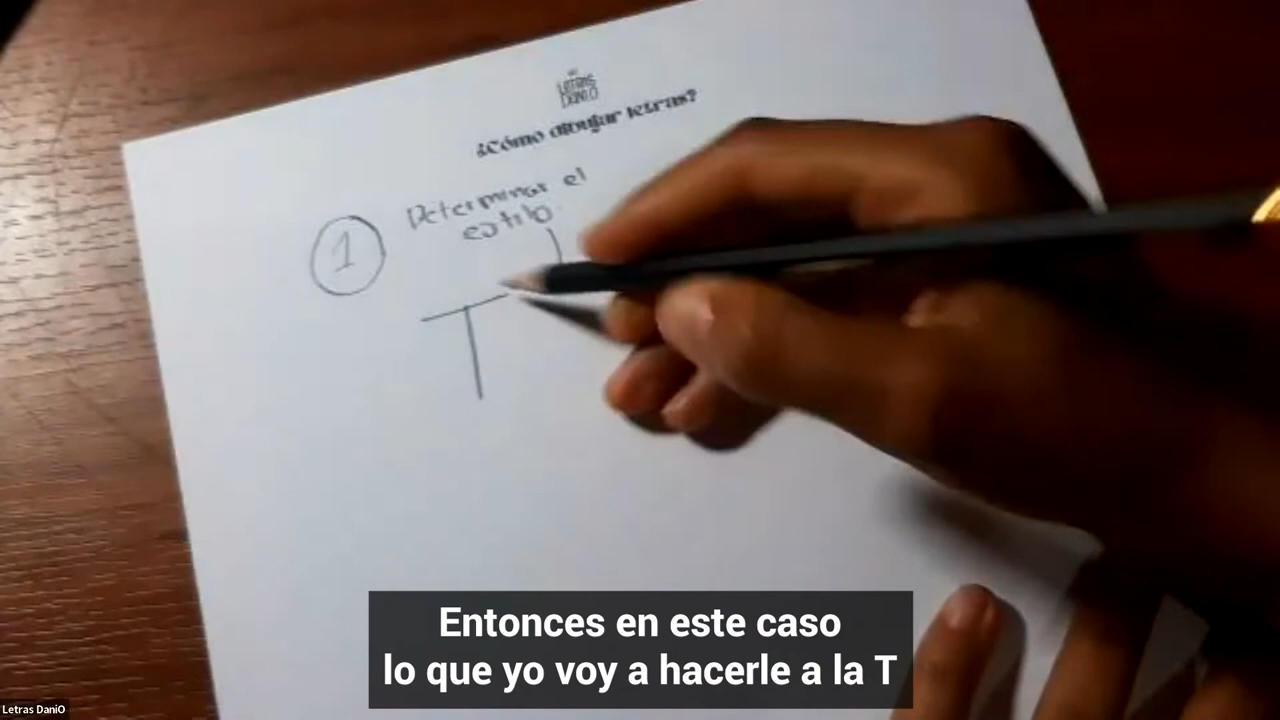 LETRAS
DANIO
¿Cómo dibujar letras?
1
Determinar el
estilo
T
Entonces en este caso
lo que yo voy a hacerle a la T
Letras DaniO